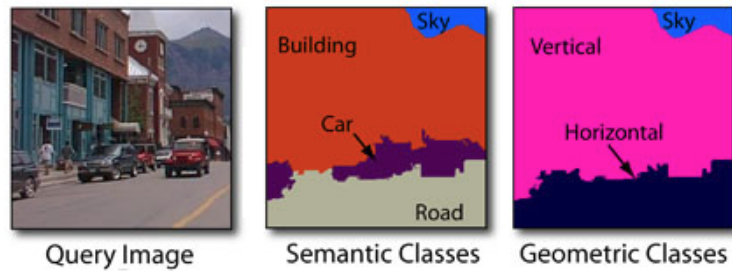 Building
Sky
Car
Road
Vertical
Sky
Horizontal
Query Image
Semantic Classes
Geometric Classes